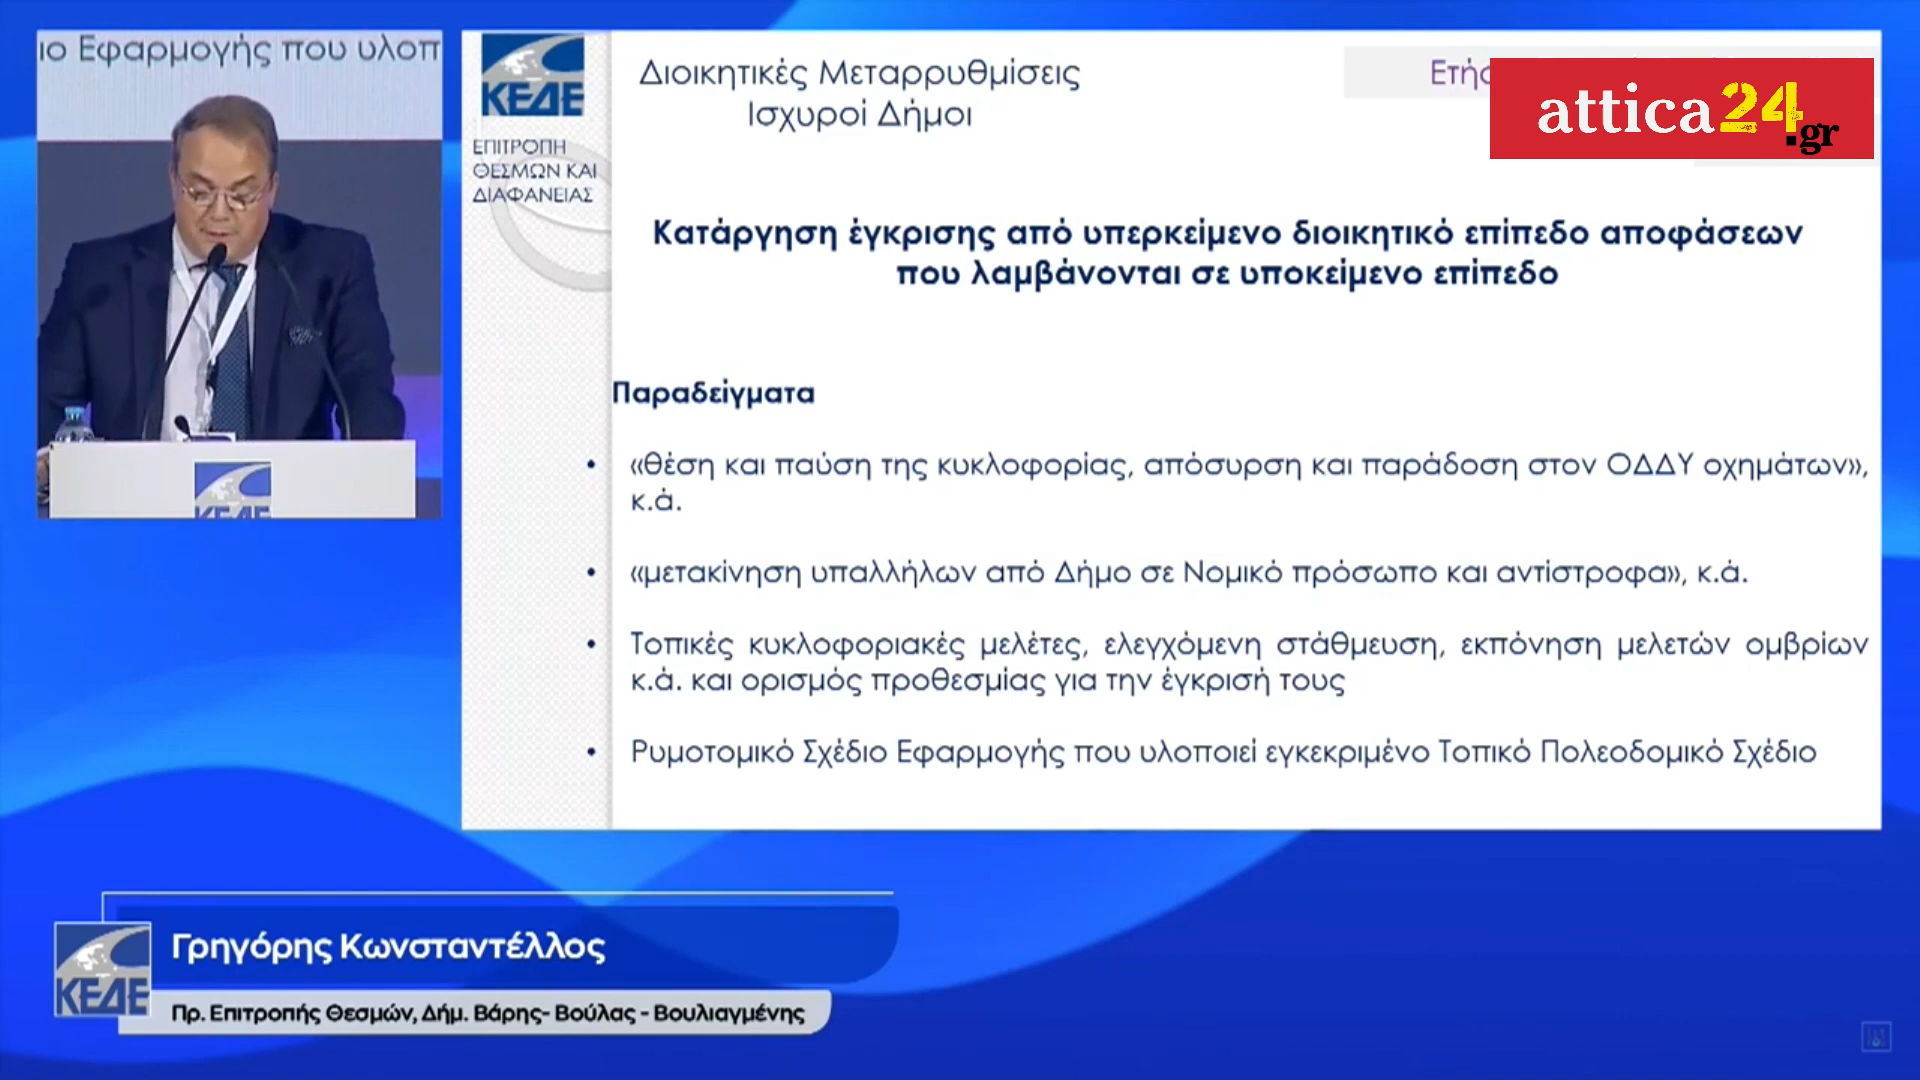 ιο Εφαρμογής που υλοπ
ΚΕΔΕ
ΕΠΙΤΡΟΠΗ
ΘΕΣΜΩΝ ΚΑΙ
ΔΙΑΦΑΝΕΙΑΣ
Διοικητικές Μεταρρυθμίσεις
Ισχυροί Δήμοι
attica24.gr
Κατάργηση έγκρισης από υπερκείμενο διοικητικό επίπεδο αποφάσεων
που λαμβάνονται σε υποκείμενο επίπεδο
Παραδείγματα
• «θέση και παύση της κυκλοφορίας, απόσυρση και παράδοση στον ΟΔΔΥ οχημάτων»,
κ.ά.
• «μετακίνηση υπαλλήλων από Δήμο σε Νομικό πρόσωπο και αντίστροφα», κ.ά.
• Τοπικές κυκλοφοριακές μελέτες, ελεγχόμενη στάθμευση, εκπόνηση μελετών ομβρίων
κ.ά. και ορισμός προθεσμίας για την έγκρισή τους
• Ρυμοτομικό Σχέδιο Εφαρμογής που υλοποιεί εγκεκριμένο Τοπικό Πολεοδομικό Σχέδιο
ΚΕΔΕ
Γρηγόρης Κωνσταντέλλος
ΚΕΔΕ
Πρ. Επιτροπής Θεσμών, Δήμ. Βάρης- Βούλας - Βουλιαγμένης